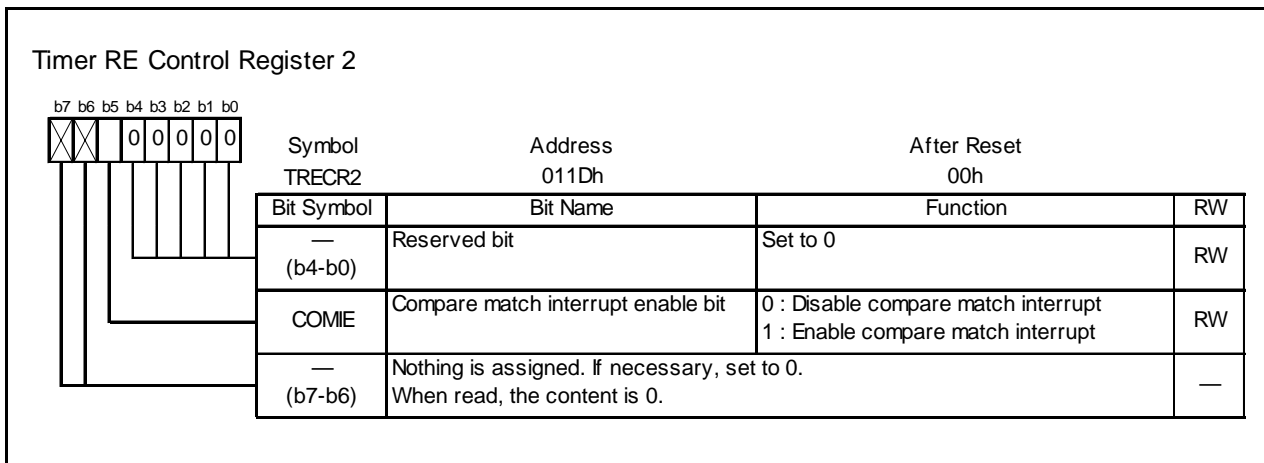 Timer RE Control Register 2
b7 b6 b5 b4 b3 b2 b1 b0
0 0 0 0 0
Symbol Address After Reset
TRECR2 011Dh 00h
Bit Symbol Bit Name Function RW
— Reserved bit Set to 0 RW
(b4-b0)
COMIE Compare match interrupt enable bit 0 : Disable compare match interrupt RW
1 : Enable compare match interrupt
— Nothing is assigned. If necessary, set to 0. —
(b7-b6) When read, the content is 0.